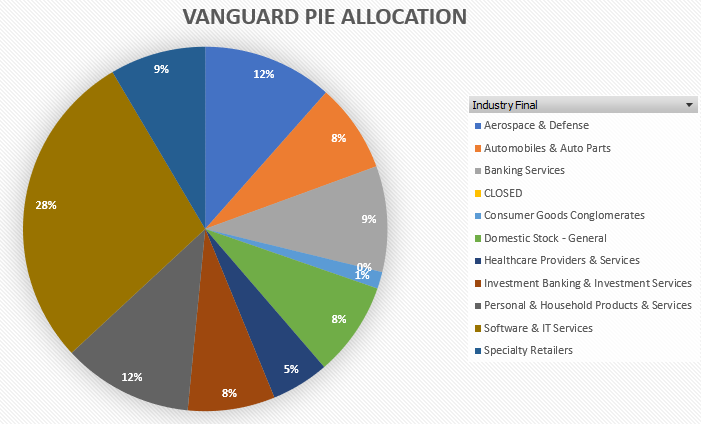 VANGUARD PIE ALLOCATION
9%
12%
8%
9%
0%
1%
8%
5%
8%
12%
28%
Industry Final
Aerospace & Defense
Automobiles & Auto Parts
Banking Services
CLOSED
Consumer Goods Conglomerates
Domestic Stock - General
Healthcare Providers & Services
Investment Banking & Investment Services
Personal & Household Products & Services
Software & IT Services
Specialty Retailers